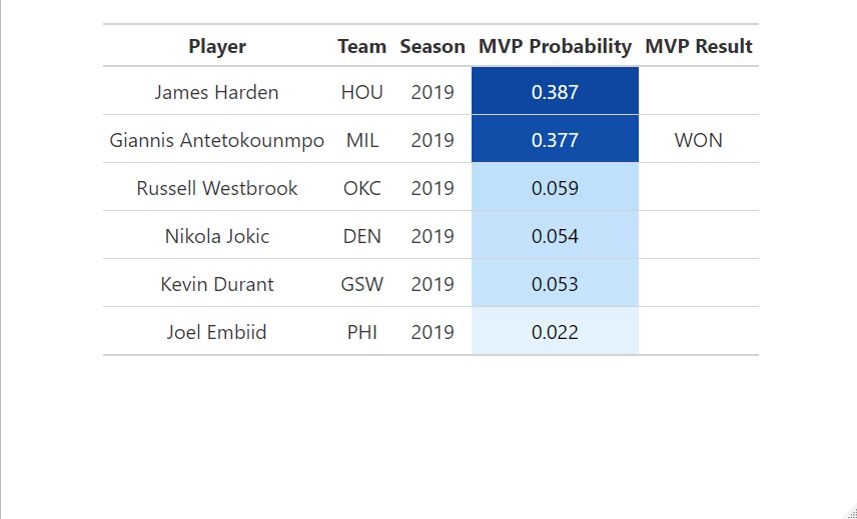 Player Team Season MVP Probability MVP Result
James Harden HOU 2019 0.387
Giannis Antetokounmpo MIL 2019 0.377 WON
Russell Westbrook OKC 2019 0.059
Nikola Jokic DEN 2019 0.054
Kevin Durant GSW 2019 0.053
Joel Embiid PHI 2019 0.022